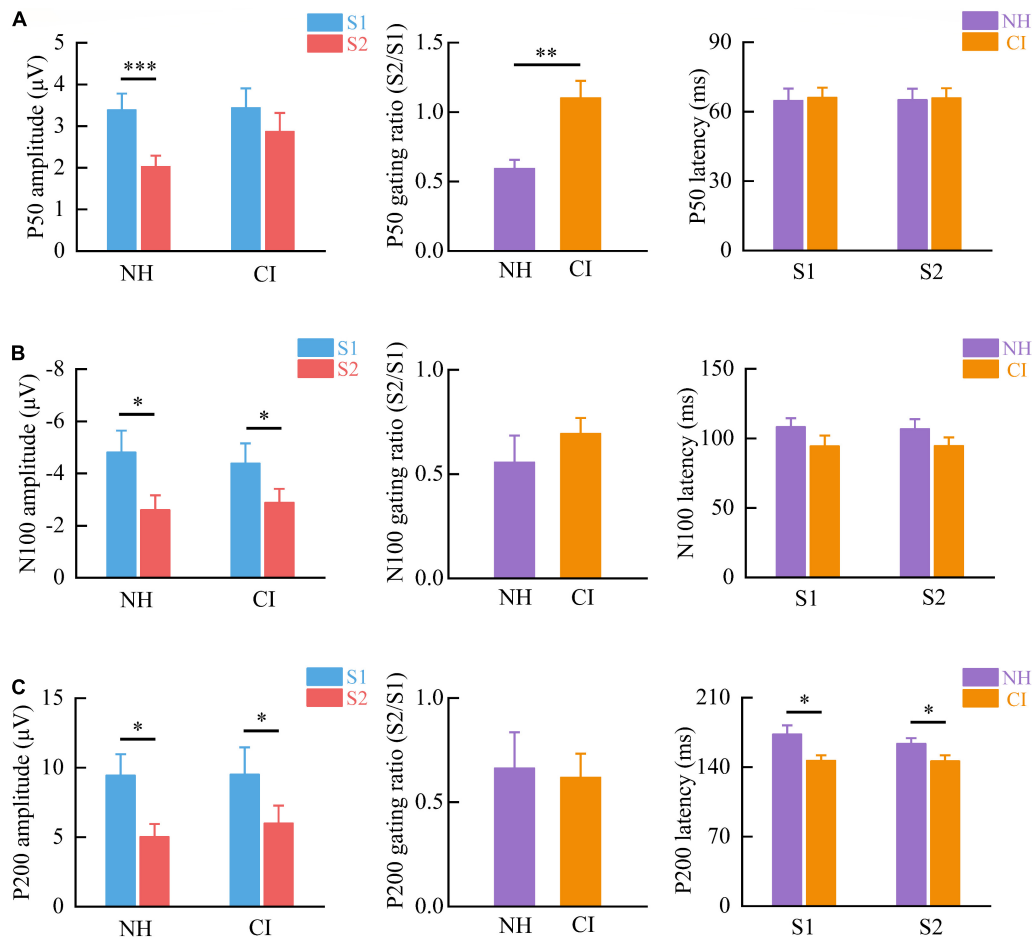 A
S1
S2
P50 amplitude (μV)
5
4
3
2
1
0
***
NH
CI
P50 gating ratio (S2/S1)
1.5
1.0
0.5
0.0
**
NH
CI
NH
CI
P50 latency (ms)
90
60
30
0
S1
S2
B
S1
S2
N100 amplitude (μV)
-8
-6
-4
-2
0
*
*
NH
CI
N100 gating ratio (S2/S1)
1.0
0.5
0.0
NH
CI
NH
CI
N100 latency (ms)
150
100
50
0
S1
S2
C
S1
S2
P200 amplitude (μV)
15
10
5
0
*
*
NH
CI
P200 gating ratio (S2/S1)
1.0
0.5
0.0
NH
CI
NH
CI
P200 latency (ms)
210
140
70
0
*
*
S1
S2